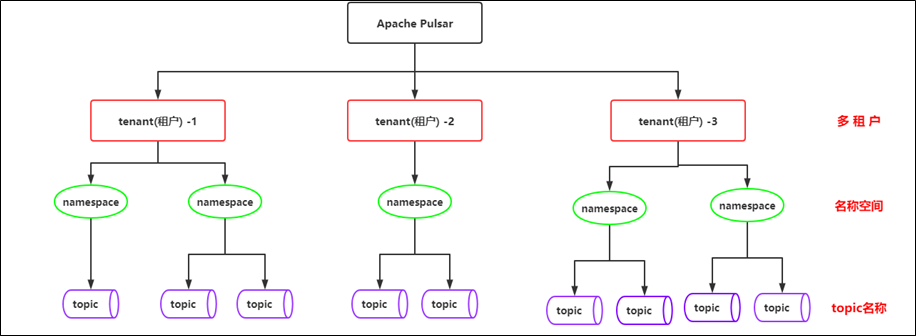 Apache Pulsar
tenant(租户) -1
tenant(租户) -2
tenant(租户) -3
多 租 户
namespace
namespace
namespace
namespace
namespace
名称空间
topic
topic
topic
topic
topic
topic
topic
topic
topic
topic名称